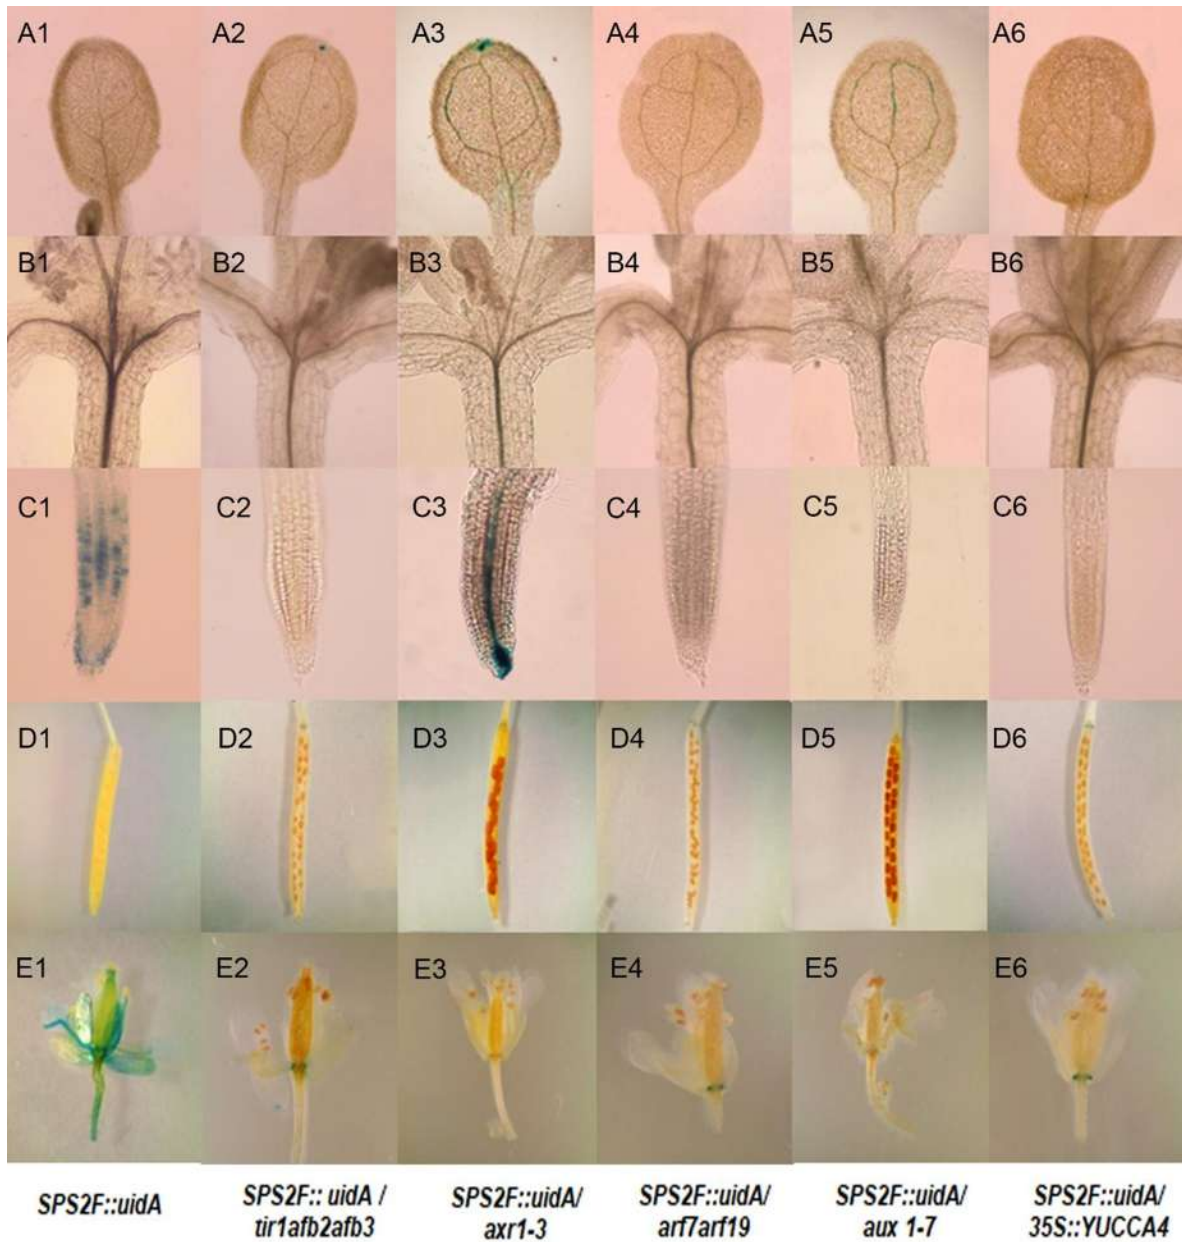 A1 A2 A3 A4 A5 A6
B1 B2 B3 B4 B5 B6
C1 C2 C3 C4 C5 C6
D1 D2 D3 D4 D5 D6
E1 E2 E3 E4 E5 E6
SPS2F::uidA
SPS2F:: uidA /
tir1afb2afb3
SPS2F::uidA/
axr1-3
SPS2F::uidA/
arf7arf19
SPS2F::uidA/
aux 1-7
SPS2F::uidA/
35S::YUCCA4